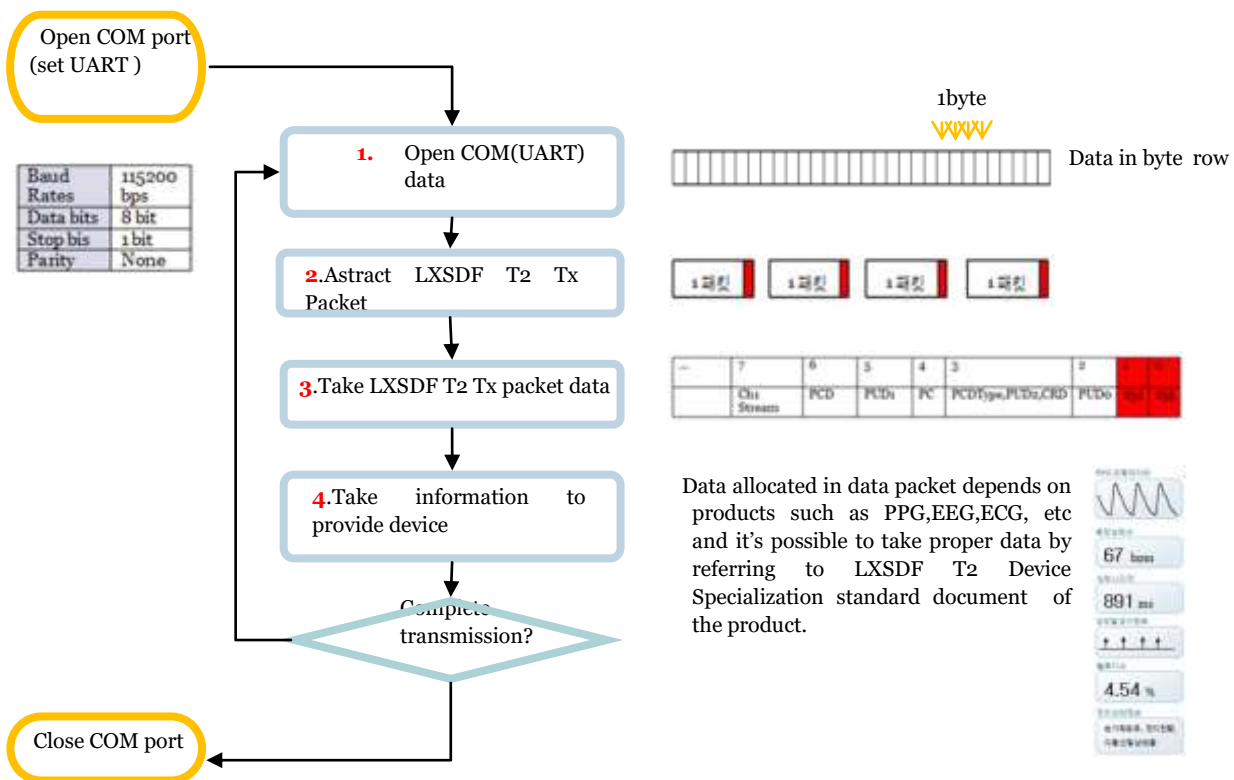 Open COM port
(set UART )
Baud Rates 115200 bps
Data bits 8 bit
Stop bis 1 bit
Parity None
1. Open COM(UART)
data
2.Astract LXSDF T2 Tx
Packet
3.Take LXSDF T2 Tx packet data
4.Take information to
provide device
Complete
transmission?
Close COM port
1byte
Data in byte row
1패킷 1패킷 1패킷 1패킷
7 6 5 4 3 2
Stream PCD PUD1 PC PCDType,PUD2,CRD PUD0
Data allocated in data packet depends on
products such as PPG,EEG,ECG, etc
and it's possible to take proper data by
referring to LXSDF T2 Device
Specialization standard document of
the product.
67
891
4.54 %